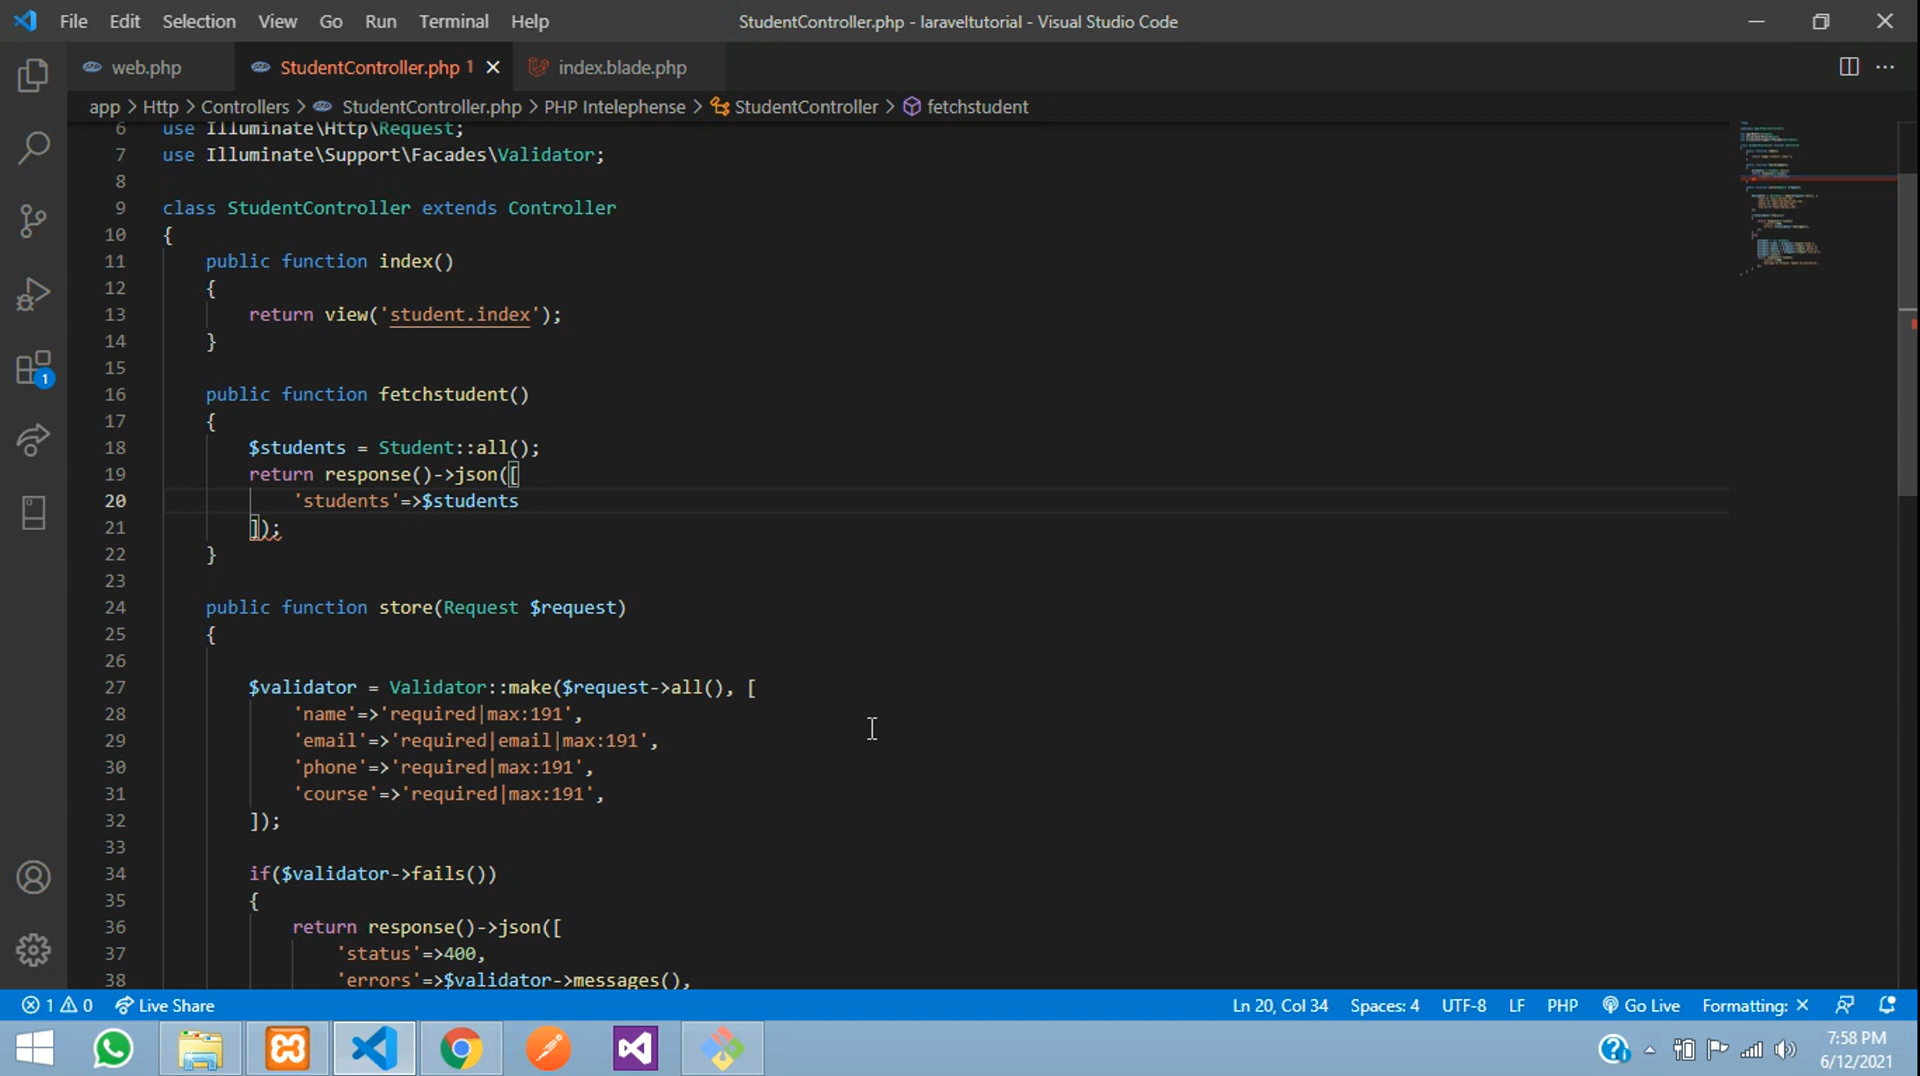 File Edit Selection View Go Run Terminal Help StudentController.php - laraveltutorial - Visual Studio Code
web.php StudentController.php 1 index.blade.php
app > Http > Controllers > StudentController.php > PHP Intelephense > StudentController > fetchstudent
6 use Illuminate\Http\Request;
7 use Illuminate\Support\Facades\Validator;
8
9 class StudentController extends Controller
10 {
11 public function index()
12 {
13 return view('student.index');
14 }
15
16 public function fetchstudent()
17 {
18 $students = Student::all();
19 return response()->json([
20 'students'=>$students
21 ]);
22 }
23
24 public function store(Request $request)
25 {
26
27 $validator = Validator::make($request->all(), [
28 'name'=>'required|max:191',
29 'email'=>'required|email|max:191',
30 'phone'=>'required|max:191',
31 'course'=>'required|max:191',
32 ]);
33
34 if($validator->fails())
35 {
36 return response()->json([
37 'status'=>400,
38 'errors'=>$validator->messages(),
1
1 0 Live Share Ln 20, Col 34 Spaces: 4 UTF-8 LF PHP Go Live Formatting: ×
7:58 PM
6/12/2021